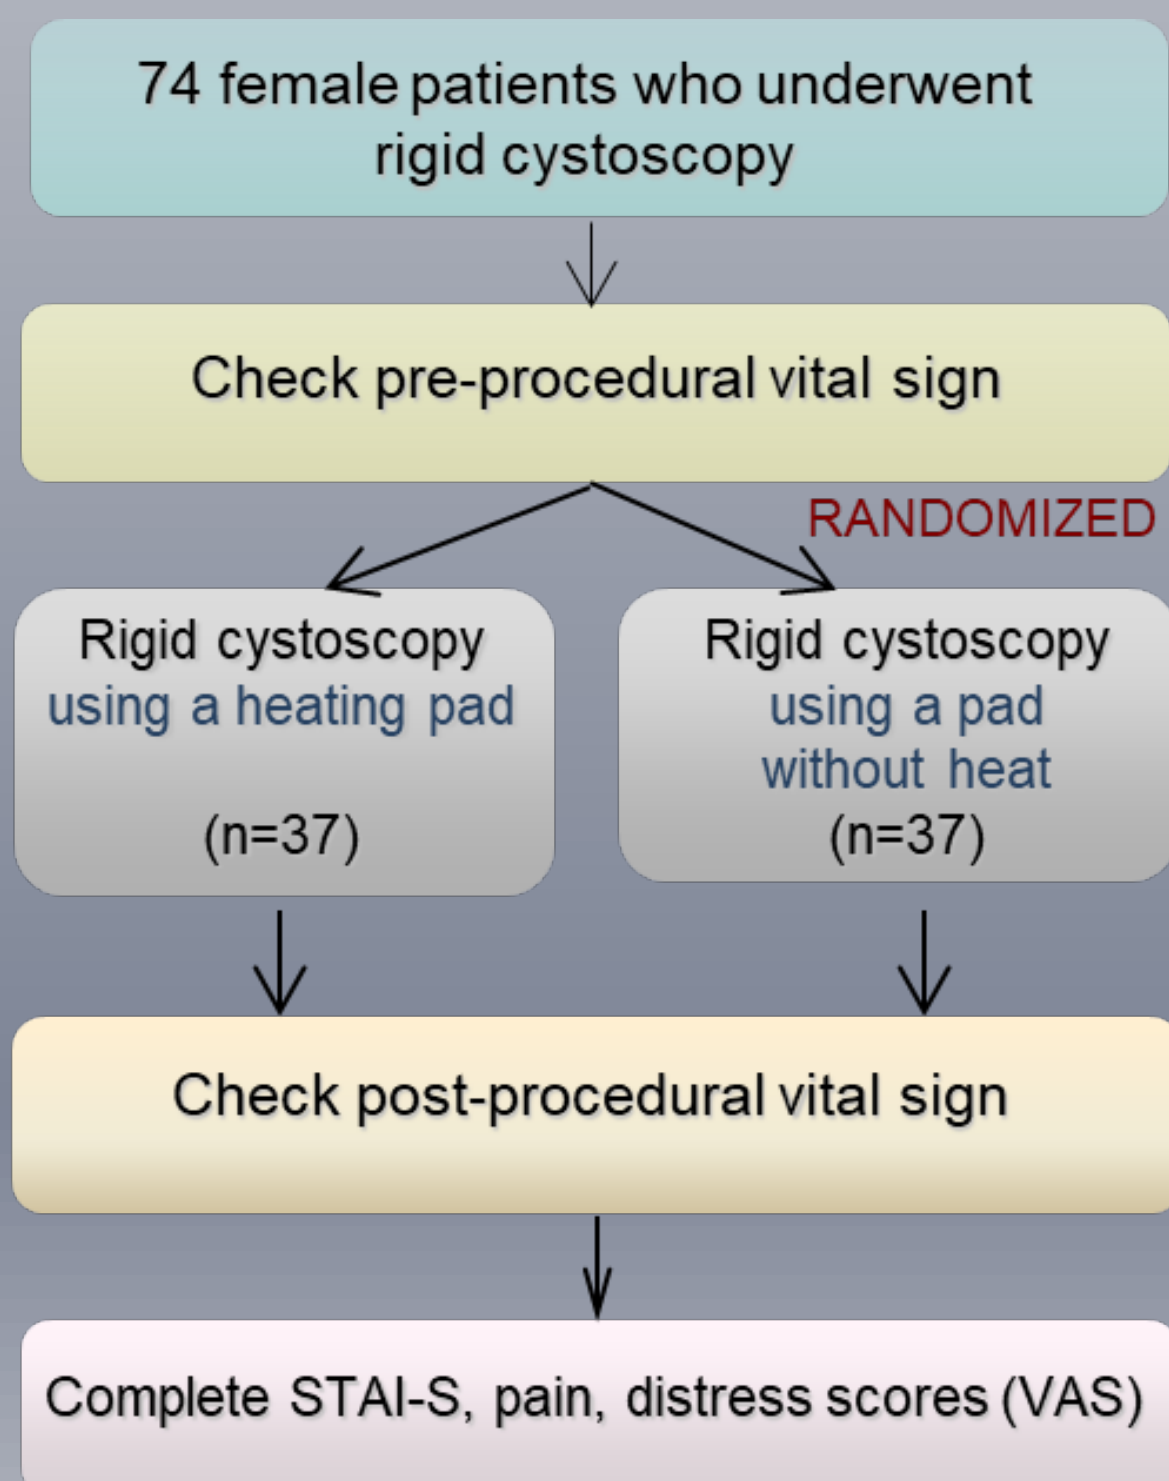 74 female patients who underwent
rigid cystoscopy
Check pre-procedural vital sign
RANDOMIZED
Rigid cystoscopy
using a heating pad
(n=37)
Rigid cystoscopy
using a pad
without heat
(n=37)
Check post-procedural vital sign
Complete STAI-S, pain, distress scores (VAS)